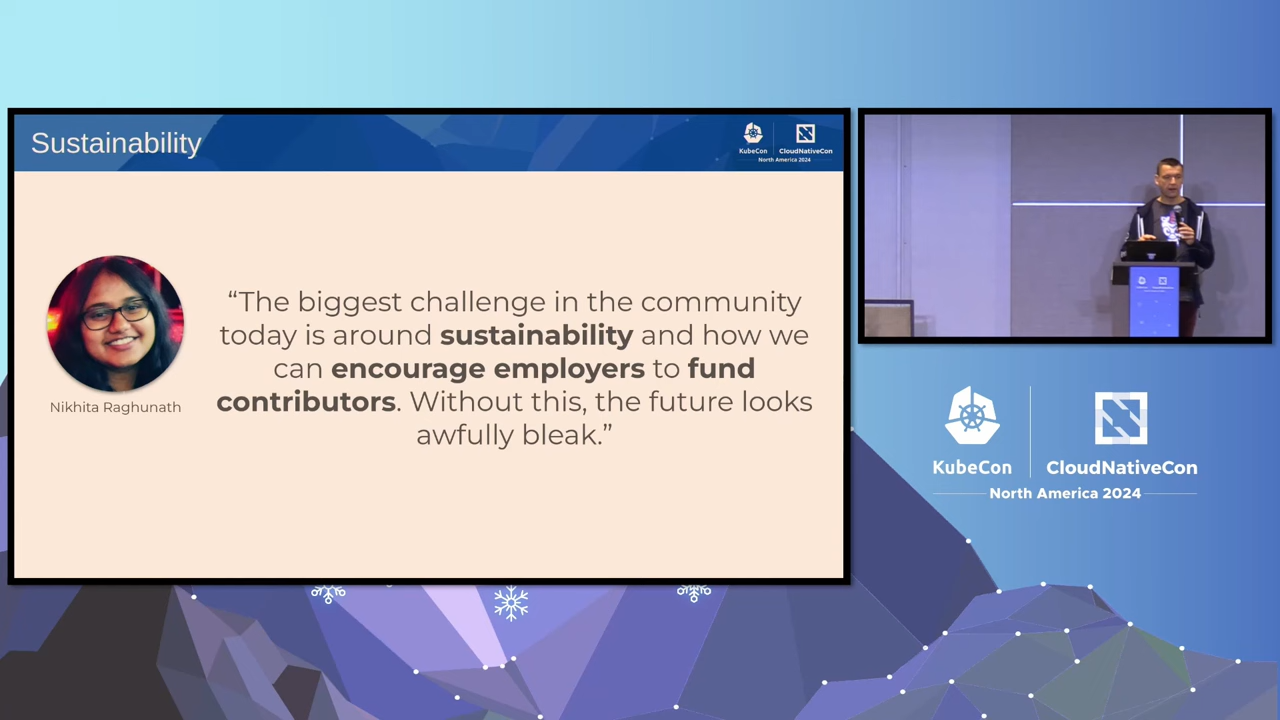 Sustainability
KubeCon
CloudNativeCon
North America 2024
“The biggest challenge in the community
today is around sustainability and how we
can encourage employers to fund
contributors. Without this, the future looks
awfully bleak.”
Nikhita Raghunath
KubeCon
CloudNativeCon
North America 2024